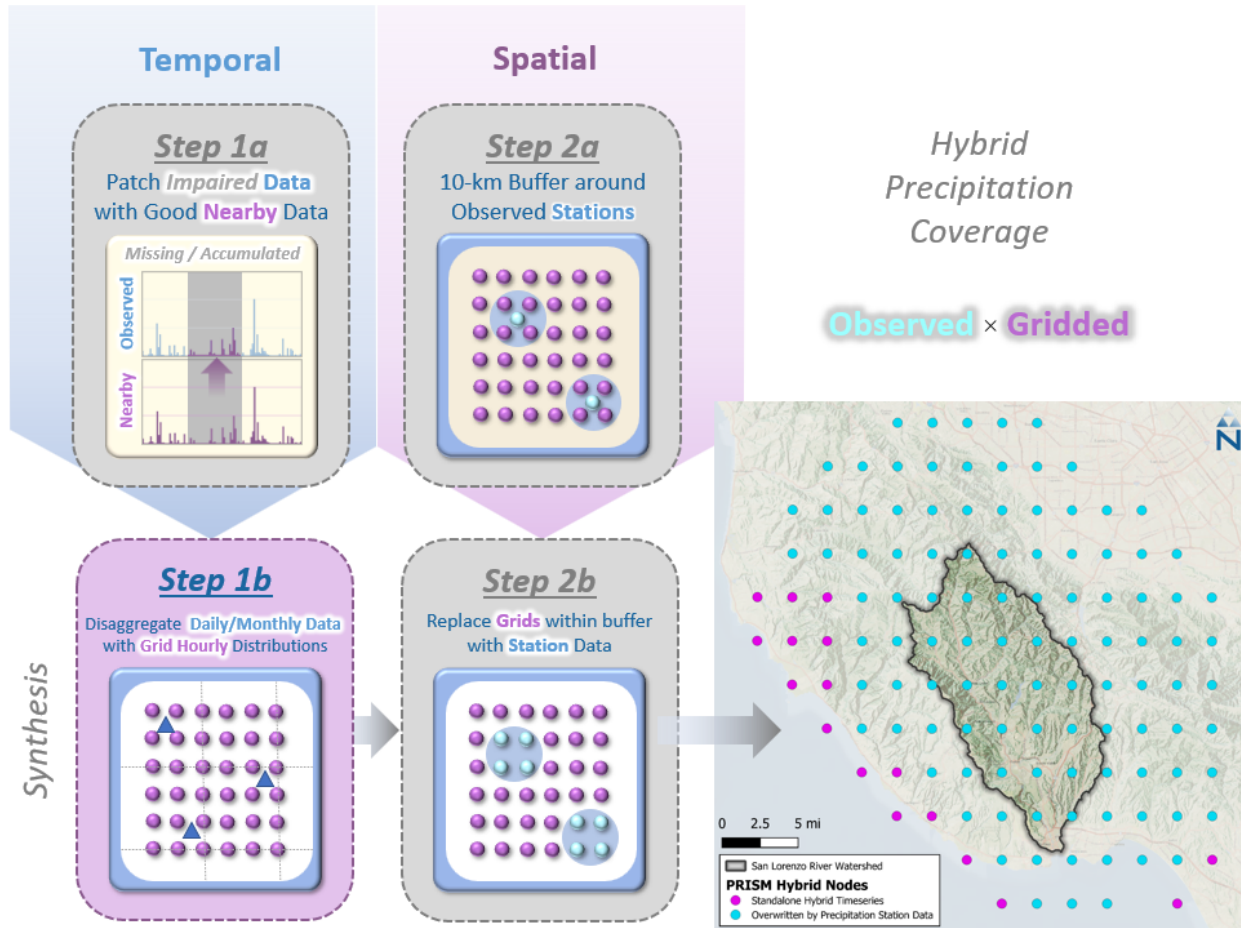 Temporal
Spatial
Step 1a
Patch Impaired Data
with Good Nearby Data
Missing / Accumulated
Observed
Nearby
Step 2a
10-km Buffer around
Observed Stations
Hybrid
Precipitation
Coverage
Observed × Gridded
Synthesis
Step 1b
Disaggregate Daily/Monthly Data
with Grid Hourly Distributions
Step 2b
Replace Grids within buffer
with Station Data
N
0 2.5 5 mi
San Lorenzo River Watershed
PRISM Hybrid Nodes
Standalone Hybrid Timeseries
Overwritten by Precipitation Station Data